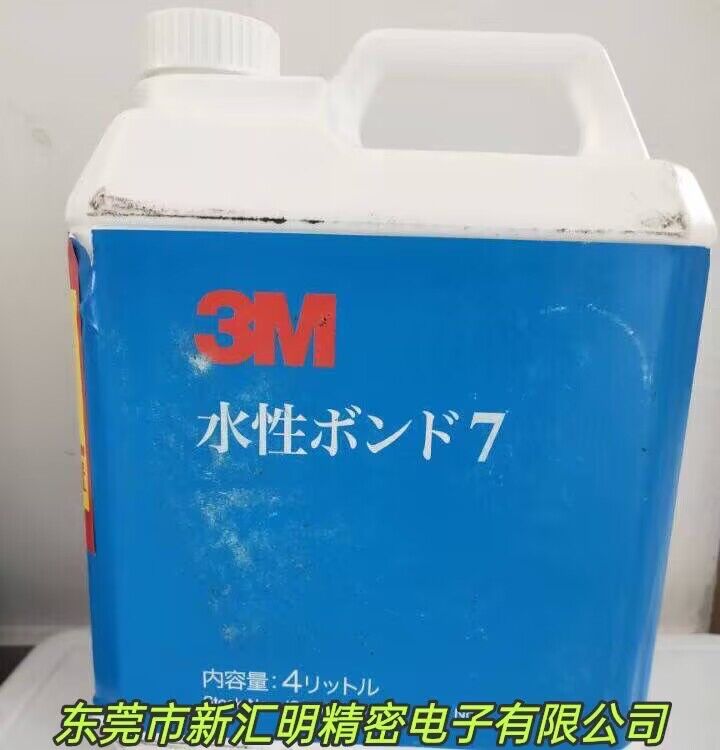 3M
水性ボンド7
内容量：4リットル
东莞市新汇明精密电子有限公司